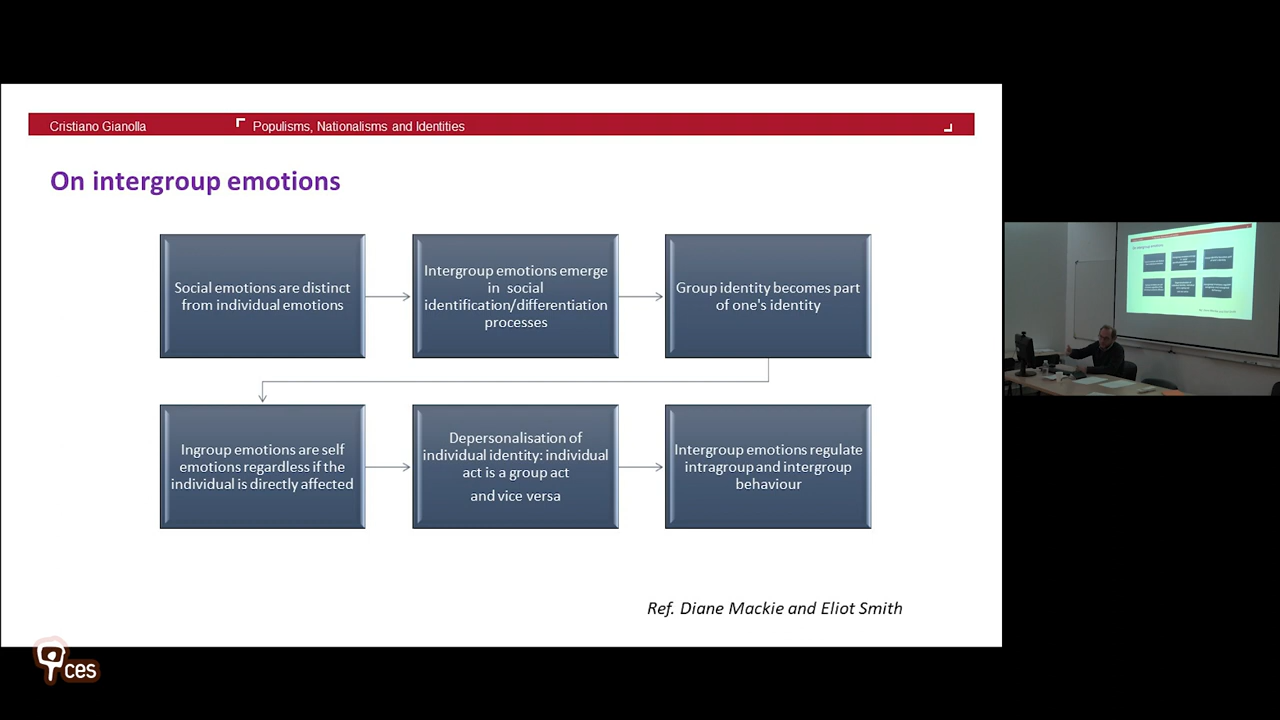 Cristiano Gianolla
Populisms, Nationalisms and Identities
On intergroup emotions
Social emotions are distinct
from individual emotions
Intergroup emotions emerge
in social
identification/differentiation
processes
Group identity becomes part
of one's identity
Ingroup emotions are self
emotions regardless if the
individual is directly affected
Depersonalisation of
individual identity: individual
act is a group act
and vice versa
Intergroup emotions regulate
intragroup and intergroup
behaviour
Ref. Diane Mackie and Eliot Smith
ces